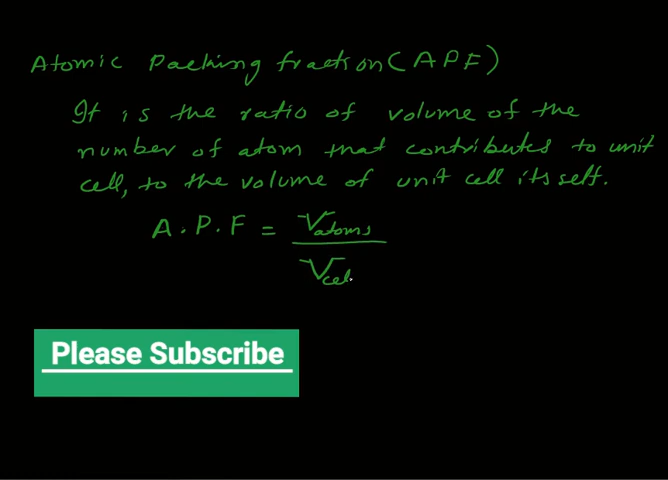 Atomic Packing fraction (APF)
It is the ratio of volume of the
number of atom that contributes to unit
cell, to the volume of unit cell its self.
A.P.F = Vatoms
Vcel
Please Subscribe